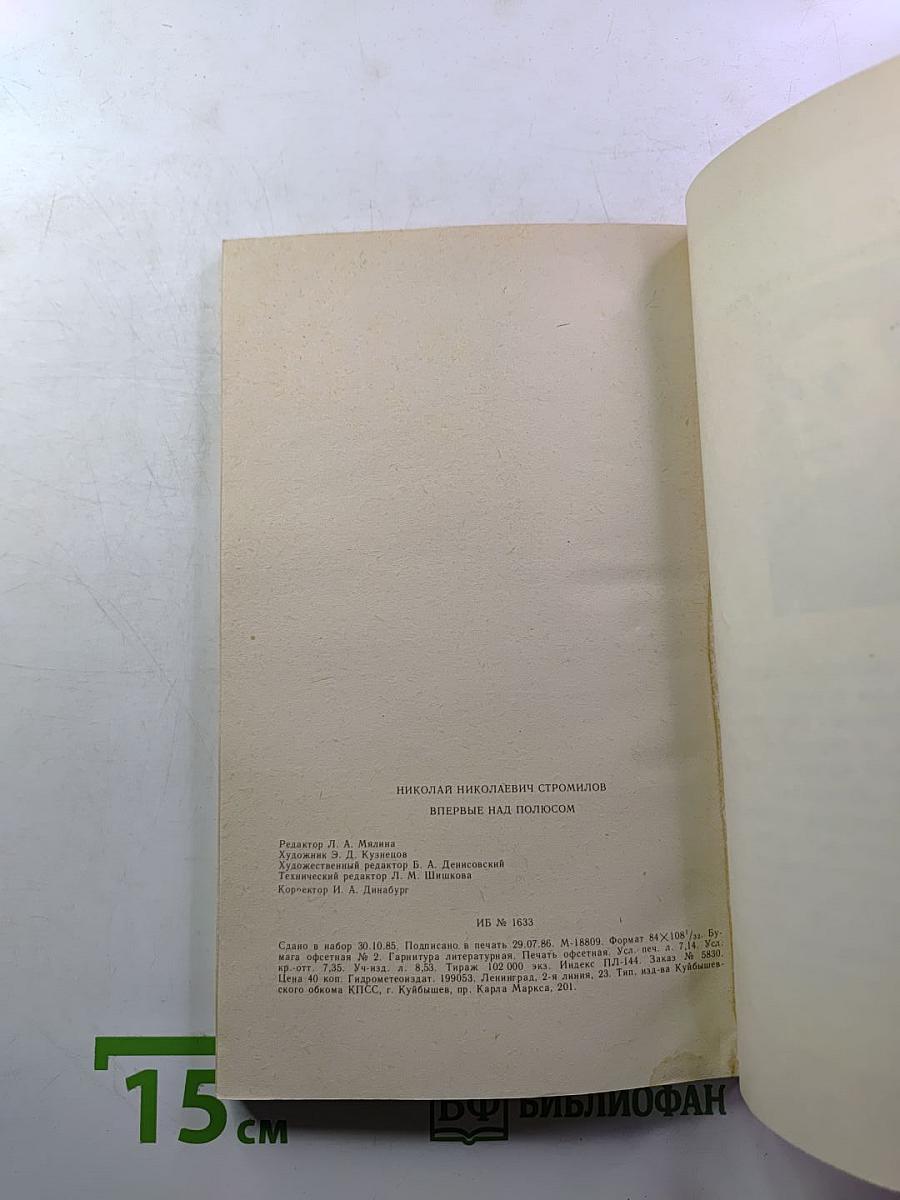 НИКОЛАЙ НИКОЛАЕВИЧ СТРОМИЛОВ
ВПЕРВЫЕ НАД ПОЛЮСОМ
Редактор Л. А. Мялина
Художник Э. Д. Кузнецов
Художественный редактор Б. А. Денисовский
Технический редактор Л. М. Шишкова
Корректор И. А. Динабург
ИБ № 1633
Сдано в набор 30.10.85. Подписано в печать 29.07.86. М-18809. Формат 84×108¹/₃₂. Бу-
мага офсетная № 2. Гарнитура литературная. Печать офсетная. Усл. печ. л. 7,14. Усл.
кр.-отт. 7,35. Уч-изд. л. 8,53. Тираж 102 000 экз. Индекс ПЛ-144. Заказ № 5830.
Цена 40 коп. Гидрометеоиздат. 199053. Ленинград, 2-я линия, 23. Тип. изд-ва Куйбышев-
ского обкома КПСС, г. Куйбышев, пр. Карла Маркса, 201.
15 см
БФ БИБЛИОФАН